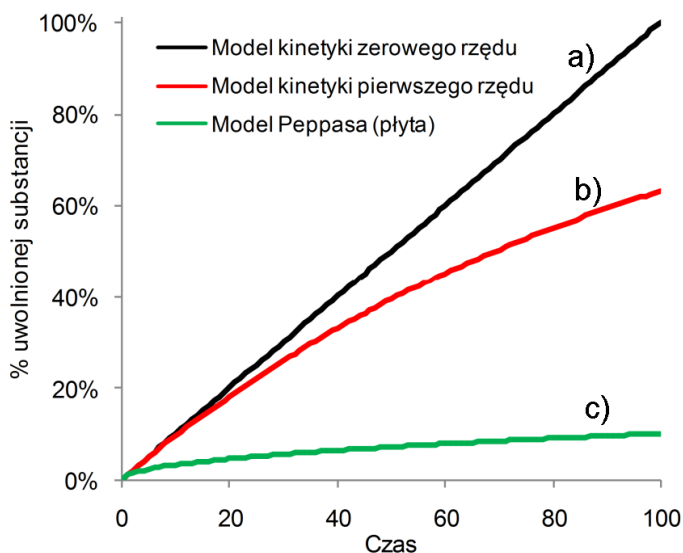 100%
80%
60%
40%
20%
0%
% uwolnionej substancji
Model kinetyki zerowego rzędu
Model kinetyki pierwszego rzędu
Model Peppasa (płyta)
a)
b)
c)
0 20 40 60 80 100
Czas